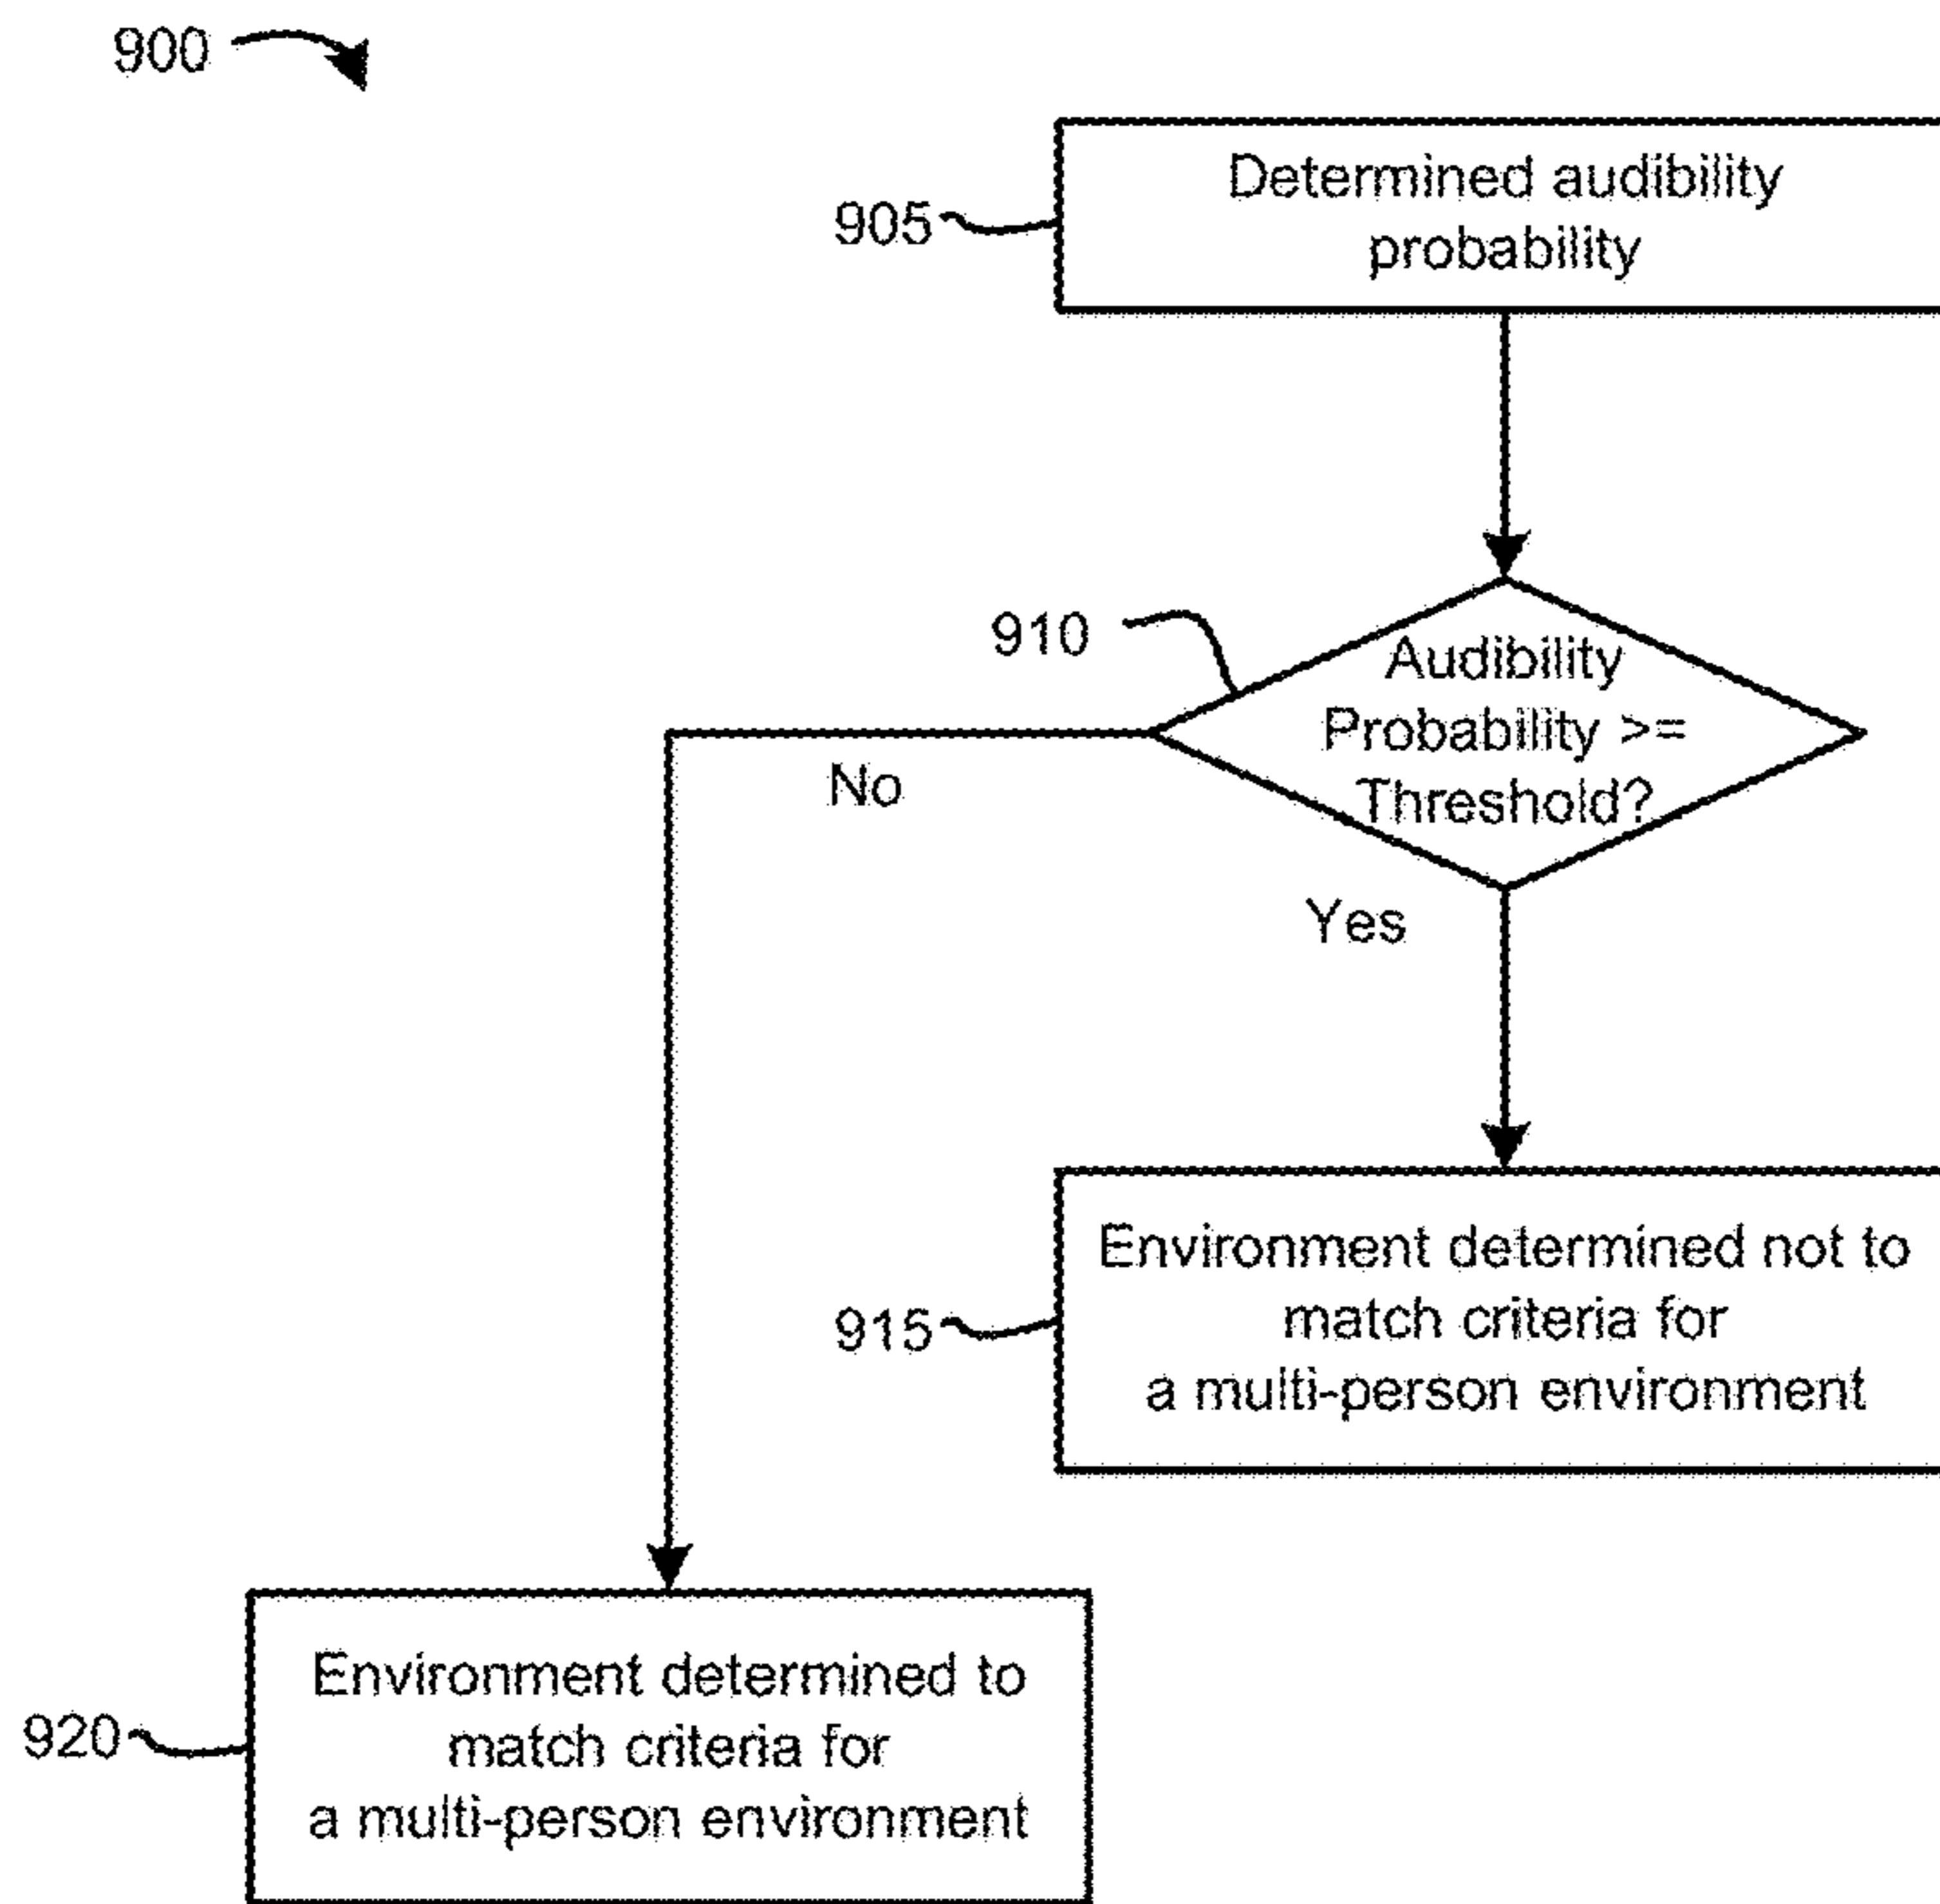 900
Determined audibility
probability
905
910
Audibility
Probability >=
Threshold?
No
Yes
Environment determined not to
match criteria for
a multi-person environment
915
Environment determined to
match criteria for
a multi-person environment
920